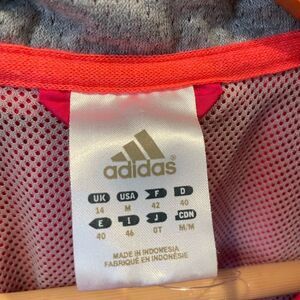 adidas®
UK USA F D
14 M 42 40
E I J CDN
40 46 OT M/M
MADE IN INDONESIA
FABRIQUÉ EN INDONÉSIE